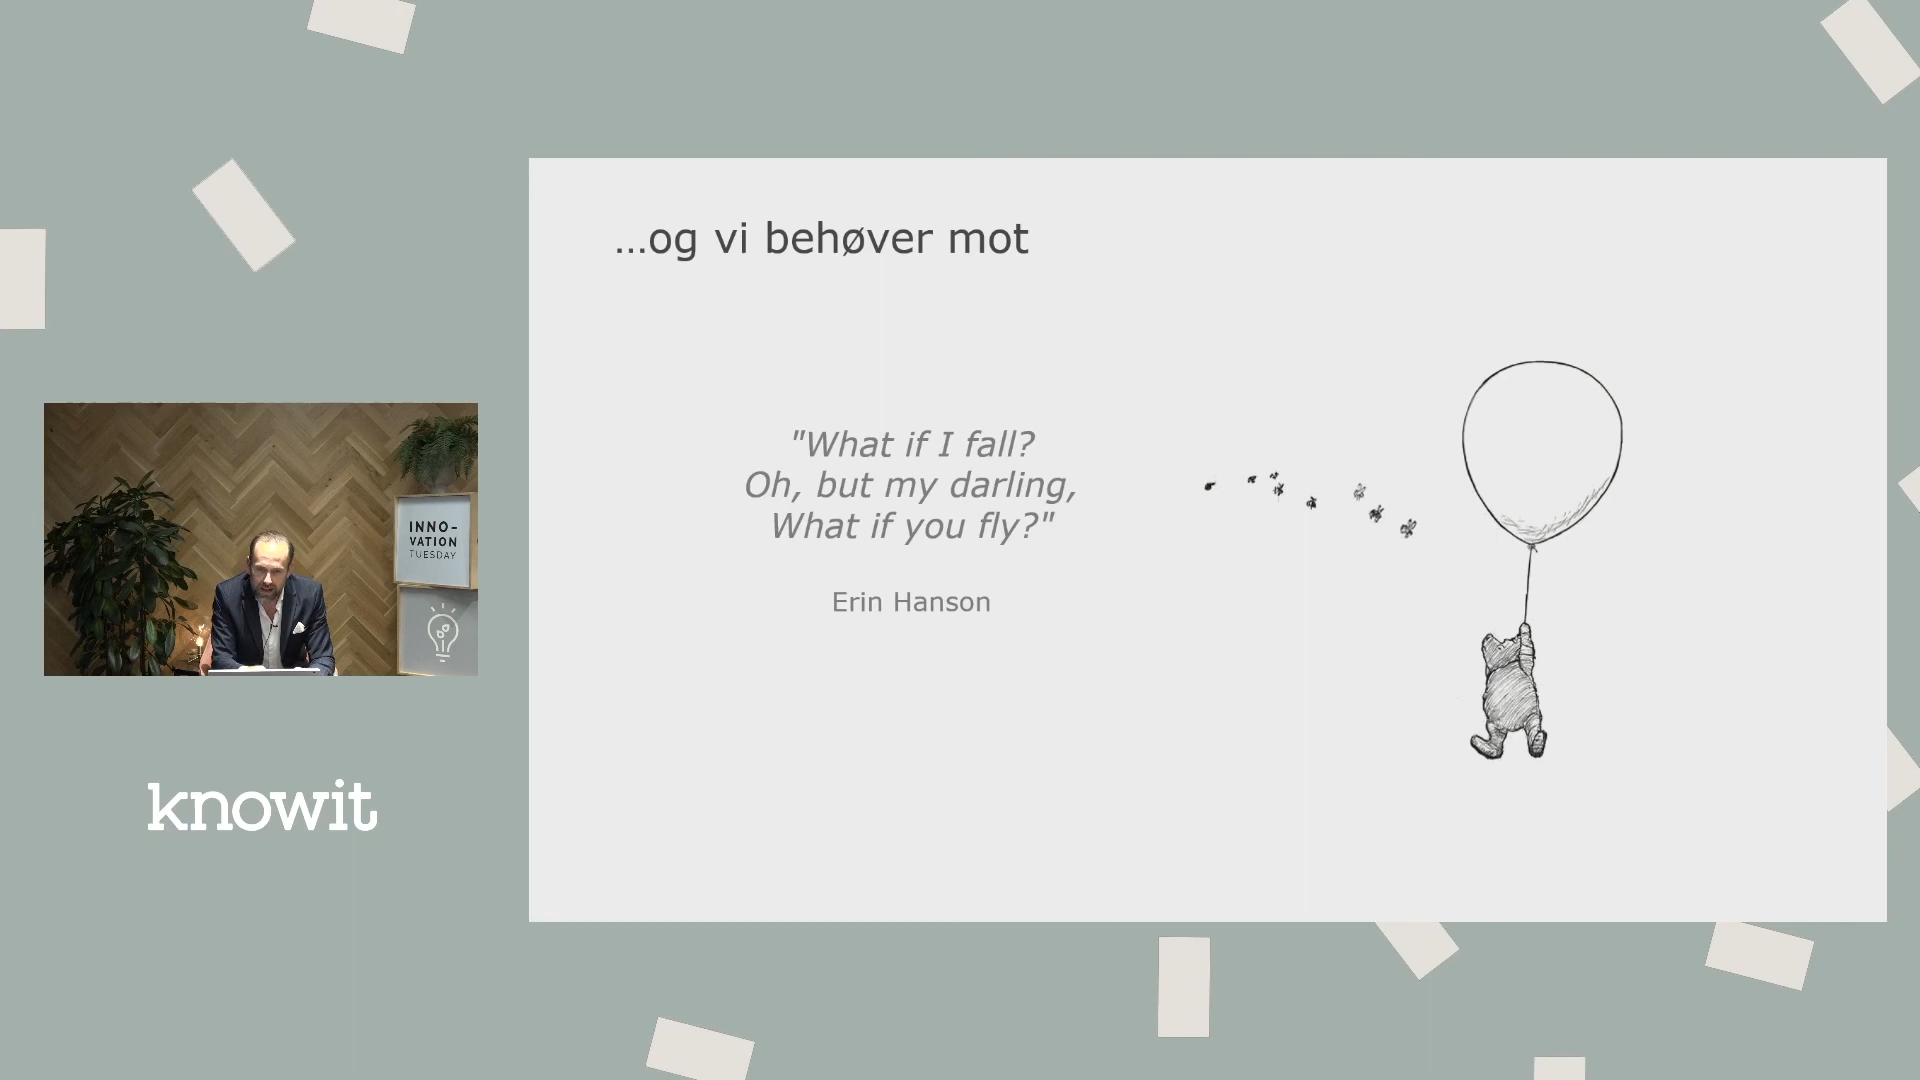 …og vi behøver mot
"What if I fall?
Oh, but my darling,
What if you fly?"
Erin Hanson
INNO-
VATION
TUESDAY
knowit